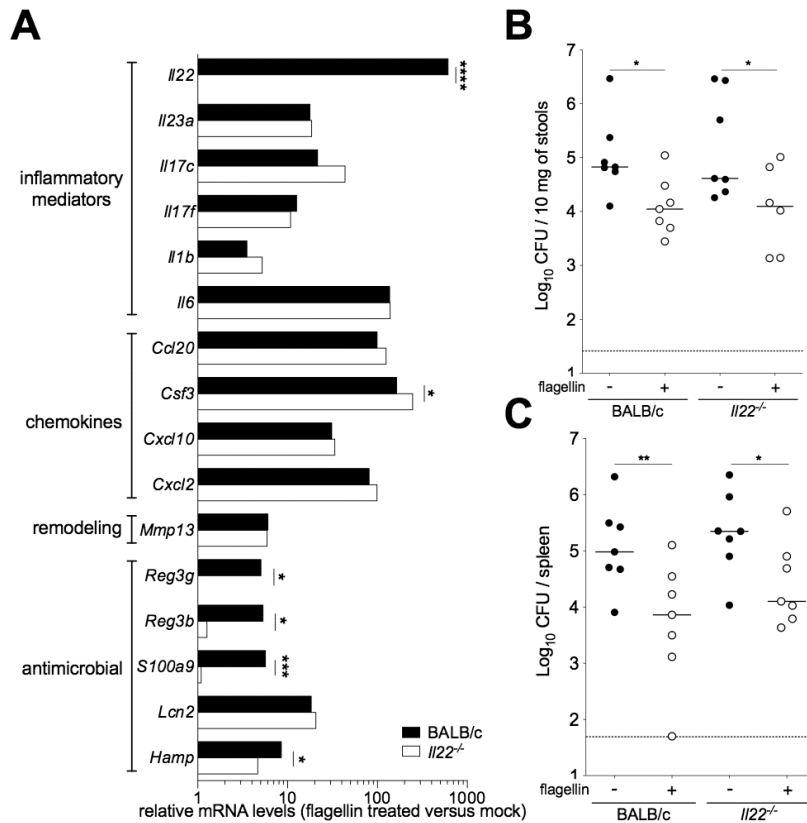 A
inflammatory
mediators
chemokines
remodeling
antimicrobial
Il22
Il23a
Il17c
Il17f
Il1b
Il6
Ccl20
Csf3
Cxcl10
Cxcl2
Mmp13
Reg3g
Reg3b
S100a9
Lcn2
Hamp
****
*
*
*
***
*
BALB/c
Il22-/-
1 10 100 1000
relative mRNA levels (flagellin treated versus mock)
B
Log10 CFU / 10 mg of stools
7
6
5
4
3
2
1
* *
flagellin - + - +
BALB/c Il22-/-
C
Log10 CFU / spleen
7
6
5
4
3
2
1
** *
flagellin - + - +
BALB/c Il22-/-